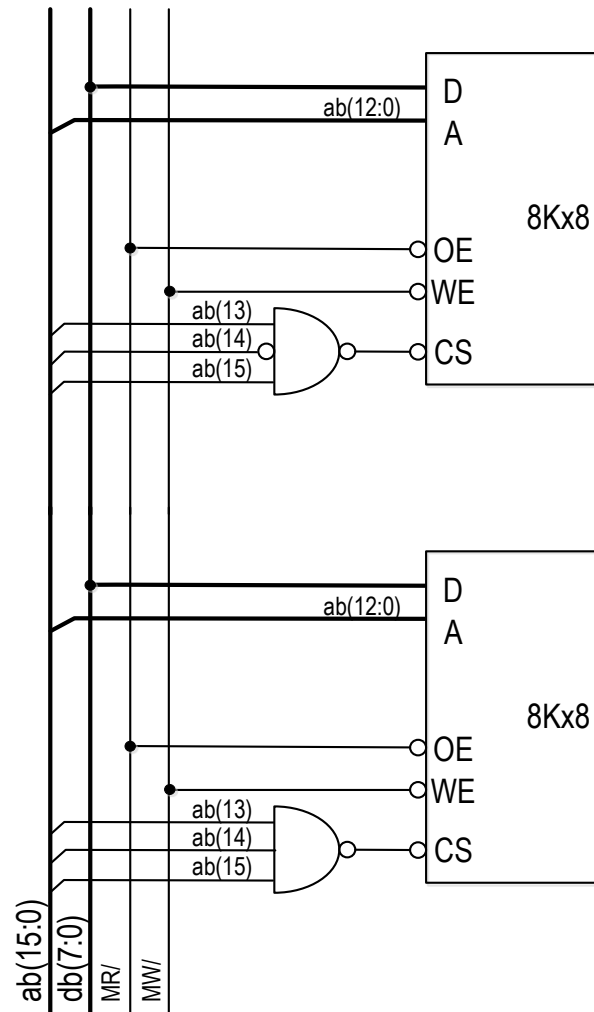 D
ab(12:0)
A
8Kx8
OE
WE
ab(13)
ab(14)
CS
ab(15)
D
ab(12:0)
A
8Kx8
OE
WE
ab(13)
ab(14)
CS
ab(15)
ab(15:0)
db(7:0)
MR/
MW/